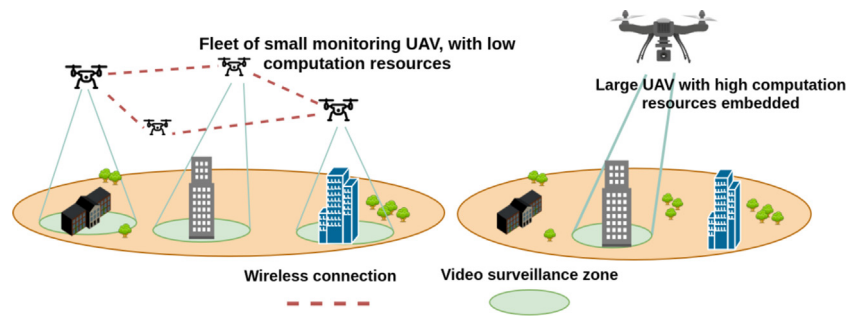 Fleet of small monitoring UAV, with low
computation resources
Large UAV with high computation
resources embedded
Wireless connection
Video surveillance zone